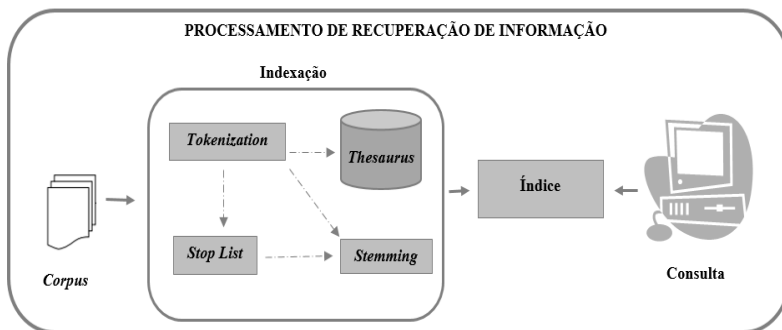 PROCESSAMENTO DE RECUPERAÇÃO DE INFORMAÇÃO
Indexação
Tokenization
Thesaurus
Índice
Stop List
Stemming
Corpus
Consulta